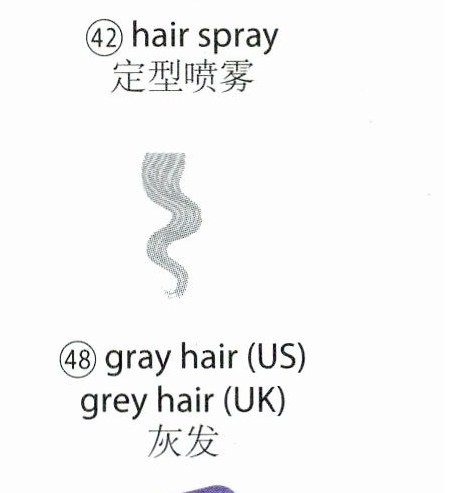 ㊷ hair spray
定型喷雾
㊽ gray hair (US)
grey hair (UK)
灰发